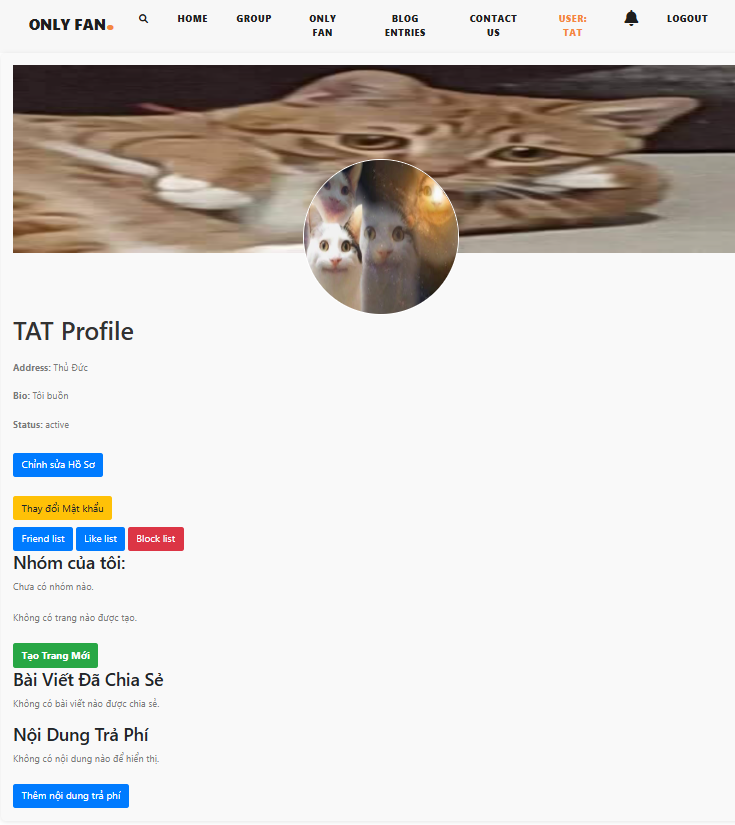 ONLY FAN.
HOME
GROUP
ONLY
FAN
BLOG
ENTRIES
CONTACT
US
USER:
TAT
LOGOUT
TAT Profile
Address: Thủ Đức
Bio: Tôi buồn
Status: active
Chỉnh sửa Hồ Sơ
Thay đổi Mật khẩu
Friend list Like list Block list
Nhóm của tôi:
Chưa có nhóm nào.
Không có trang nào được tạo.
Tạo Trang Mới
Bài Viết Đã Chia Sẻ
Không có bài viết nào được chia sẻ.
Nội Dung Trả Phí
Không có nội dung nào để hiển thị.
Thêm nội dung trả phí